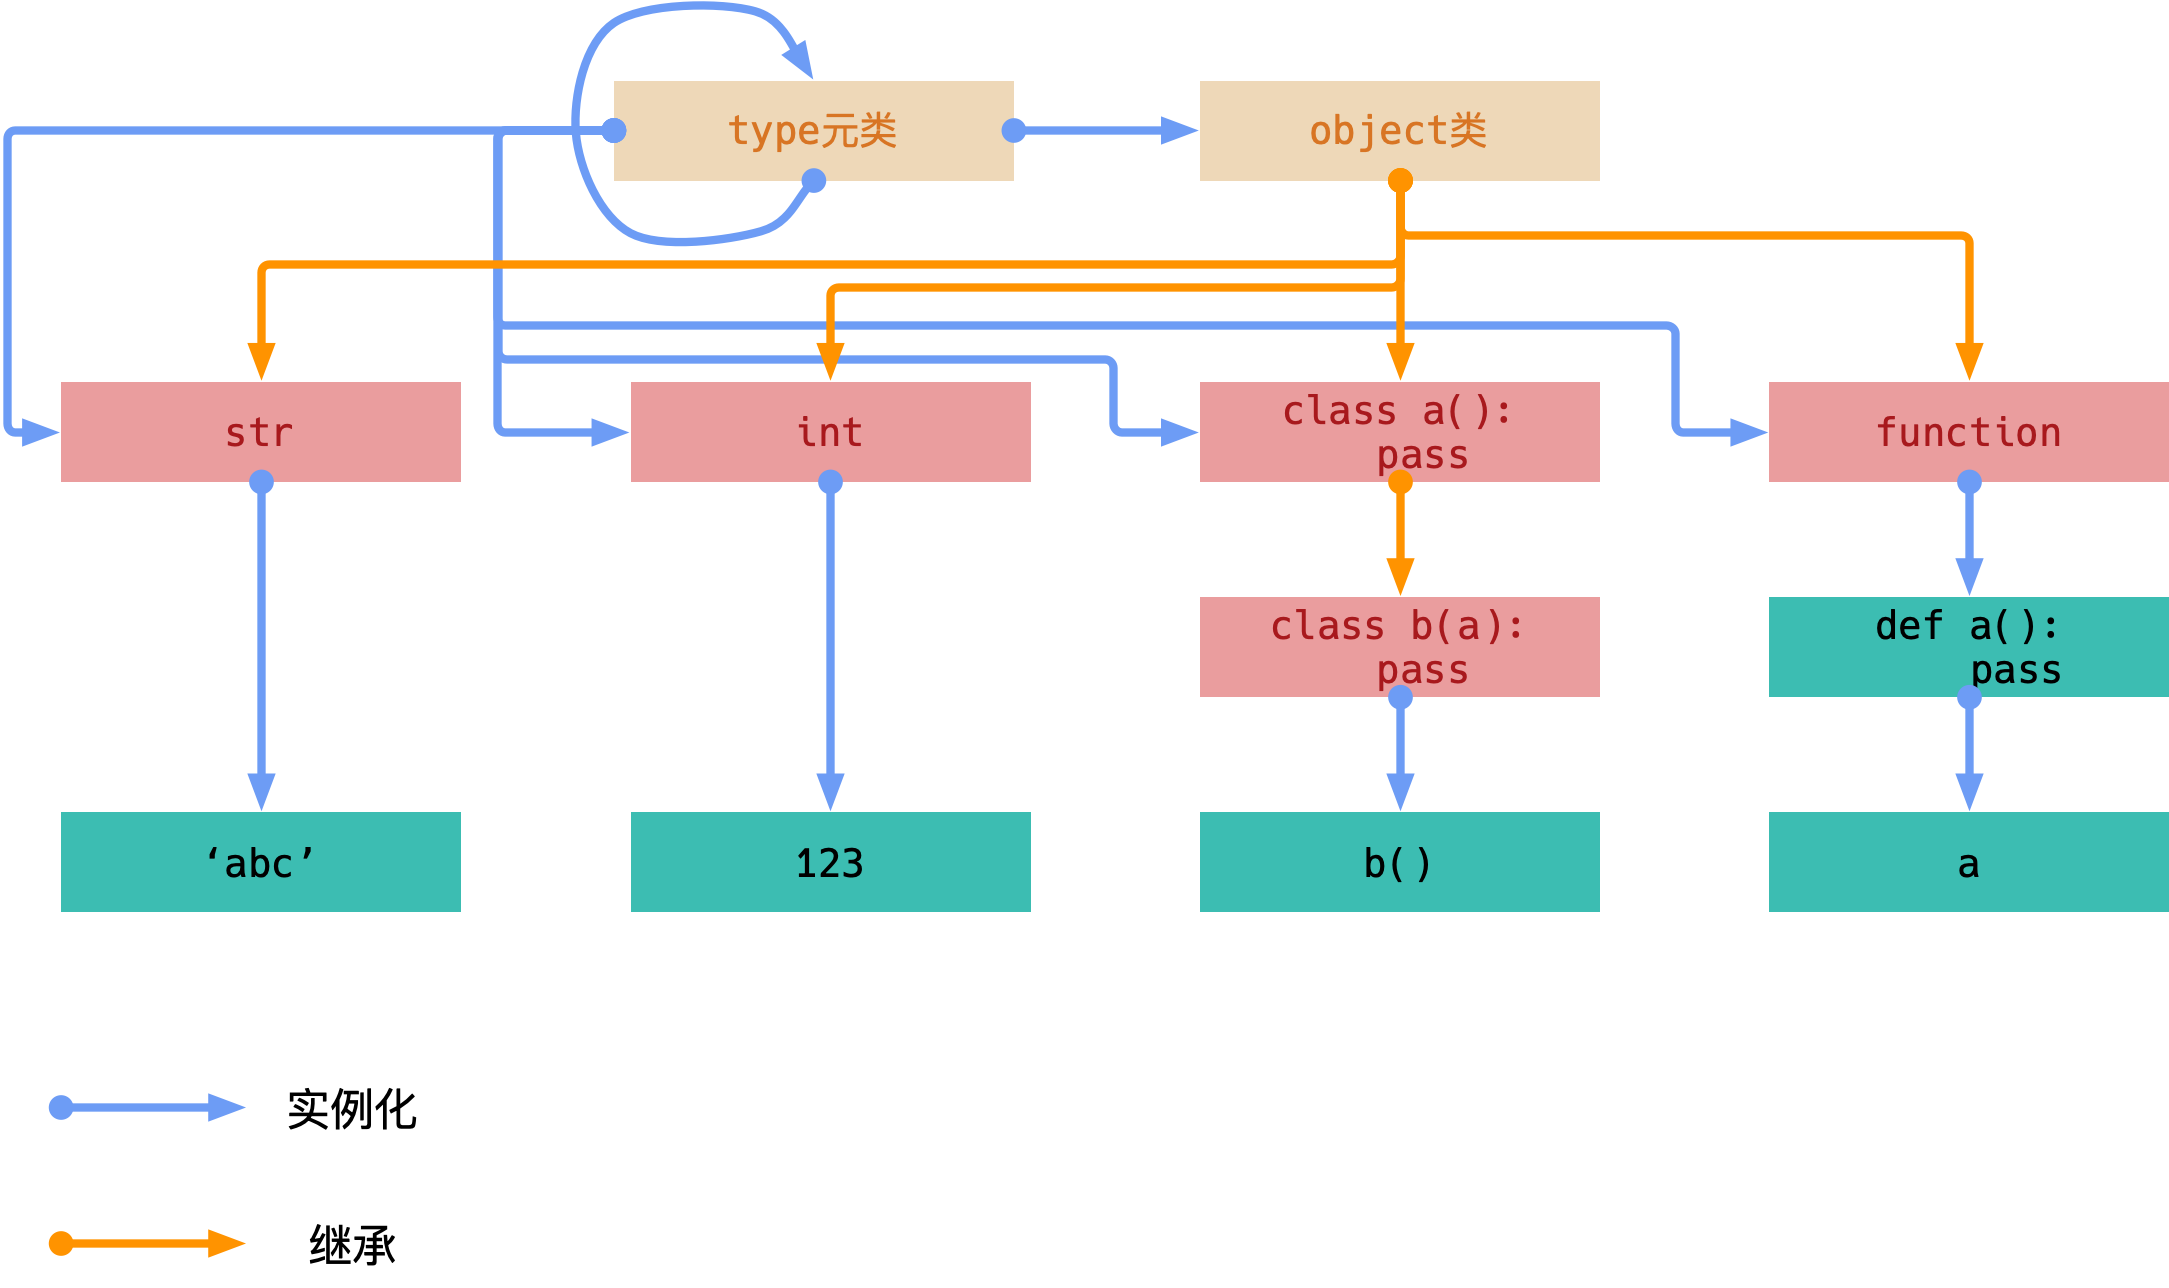 type元类
object类
str
int
class a():
pass
function
class b(a):
pass
def a():
pass
‘abc’
123
b()
a
实例化
继承